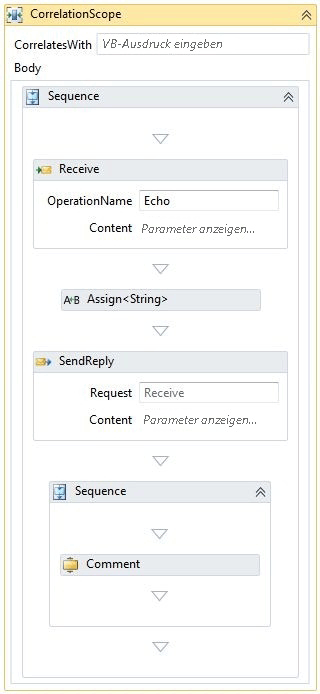 CorrelationScope
CorrelatesWith VB-Ausdruck eingeben
Body
Sequence
Receive
OperationName Echo
Content Parameter anzeigen...
A+B Assign<String>
SendReply
Request Receive
Content Parameter anzeigen...
Sequence
Comment